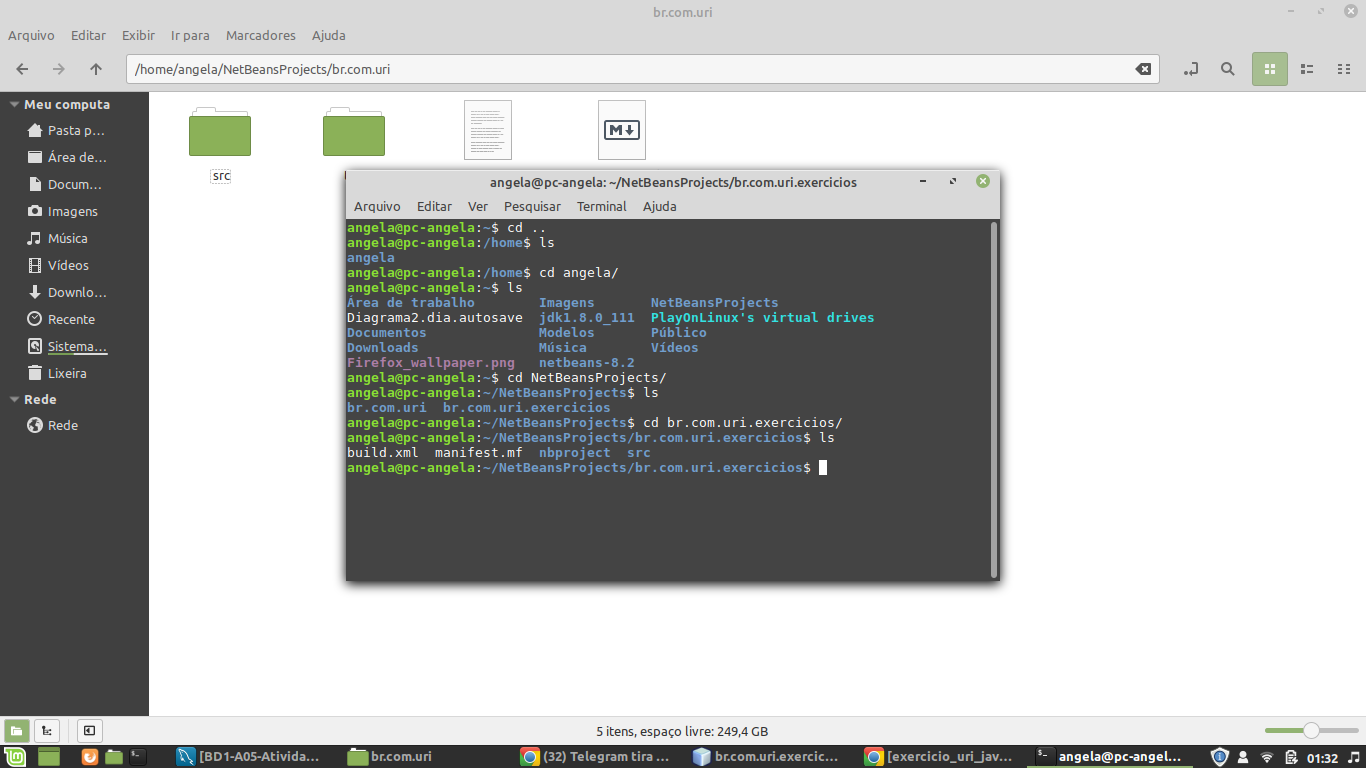 br.com.uri
Arquivo Editar Exibir Ir para Marcadores Ajuda
/home/angela/NetBeansProjects/br.com.uri
Meu computa
Pasta p...
Área de...
Docum...
Imagens
Música
Vídeos
Downlo...
Recente
Sistema...
Lixeira
Rede
Rede
src
M
angela@pc-angela: ~/NetBeansProjects/br.com.uri.exercicios
Arquivo Editar Ver Pesquisar Terminal Ajuda
angela@pc-angela:~$ cd ..
angela@pc-angela:/home$ ls
angela
angela@pc-angela:/home$ cd angela/
angela@pc-angela:~$ ls
Área de trabalho Imagens NetBeansProjects
Diagrama2.dia.autosave jdk1.8.0_111 PlayOnLinux's virtual drives
Documentos Modelos Público
Downloads Música Vídeos
Firefox_wallpaper.png netbeans-8.2
angela@pc-angela:~$ cd NetBeansProjects/
angela@pc-angela:~/NetBeansProjects$ ls
br.com.uri br.com.uri.exercicios
angela@pc-angela:~/NetBeansProjects$ cd br.com.uri.exercicios/
angela@pc-angela:~/NetBeansProjects/br.com.uri.exercicios$ ls
build.xml manifest.mf nbproject src
angela@pc-angela:~/NetBeansProjects/br.com.uri.exercicios$
5 itens, espaço livre: 249,4 GB
[BD1-A05-Ativida... br.com.uri (32) Telegram tira ... br.com.uri.exercic... [exercicio_uri_jav... angela@pc-angel... 01:32